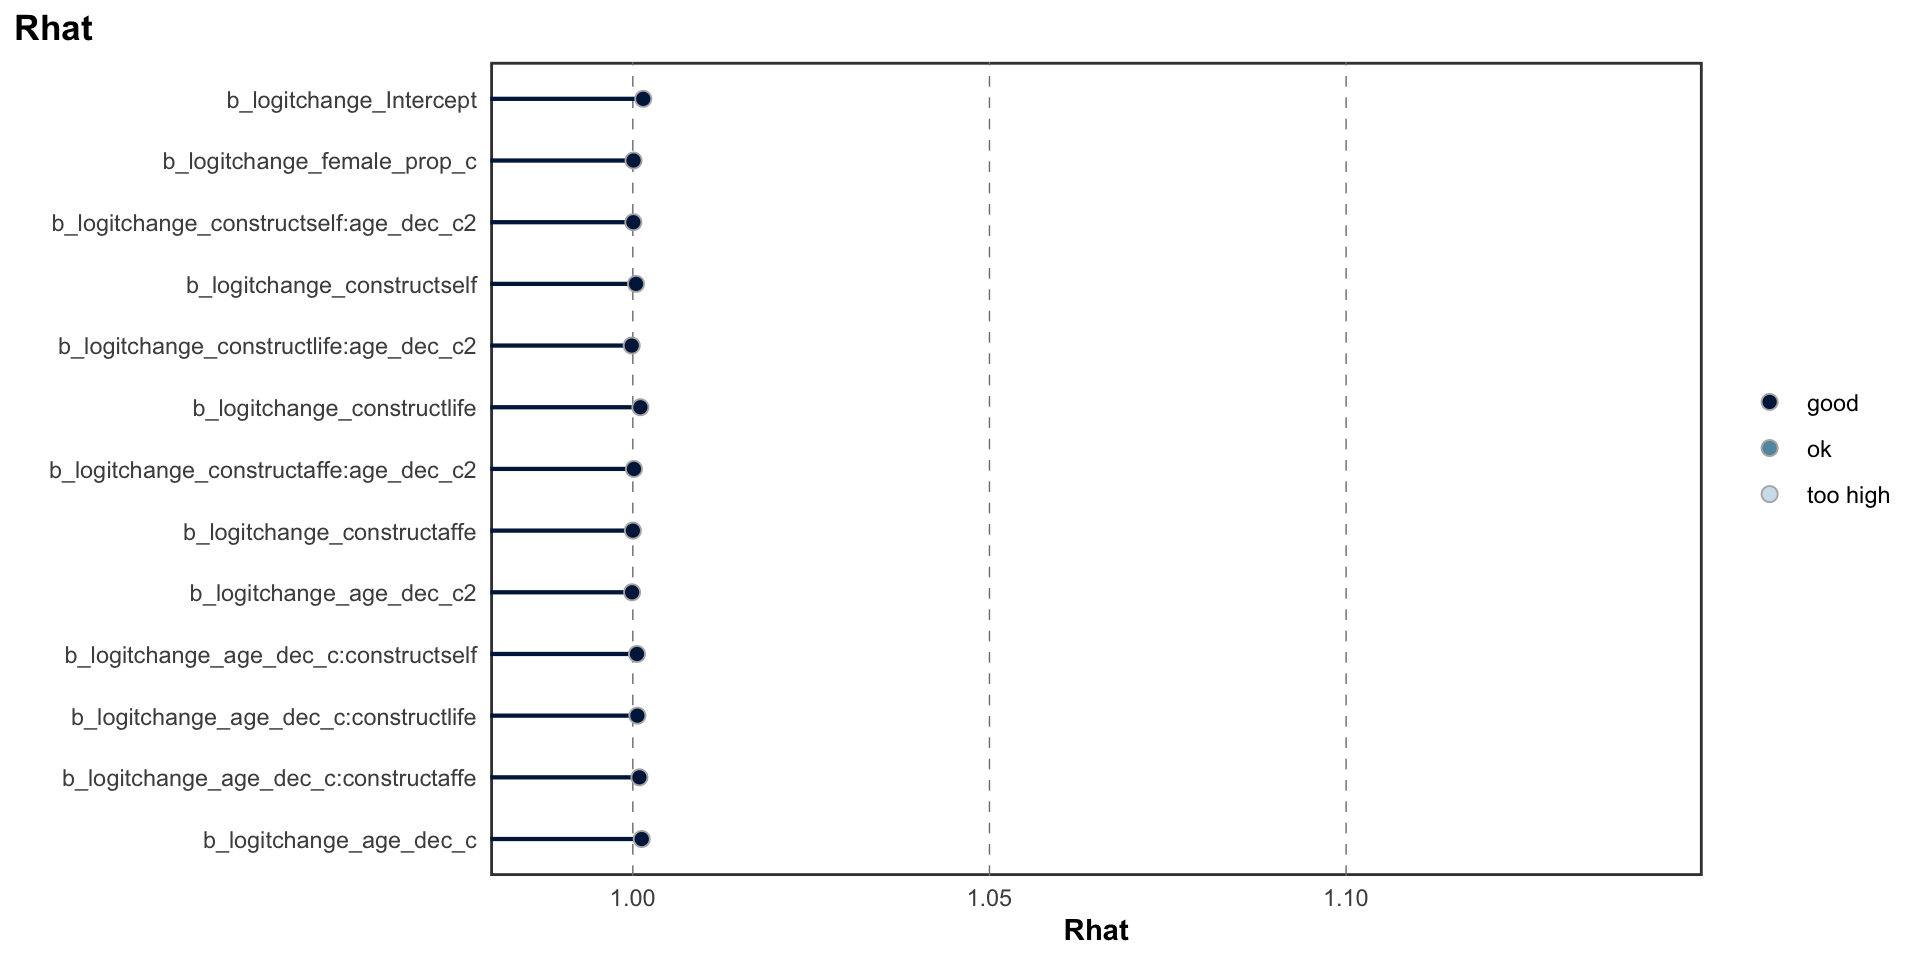 Rhat
b_logitchange_Intercept
b_logitchange_female_prop_c
b_logitchange_constructself:age_dec_c2
b_logitchange_constructself
b_logitchange_constructlife:age_dec_c2
b_logitchange_constructlife
b_logitchange_constructaffe:age_dec_c2
b_logitchange_constructaffe
b_logitchange_age_dec_c2
b_logitchange_age_dec_c:constructself
b_logitchange_age_dec_c:constructlife
b_logitchange_age_dec_c:constructaffe
b_logitchange_age_dec_c
1.00 1.05 1.10
Rhat
good
ok
too high